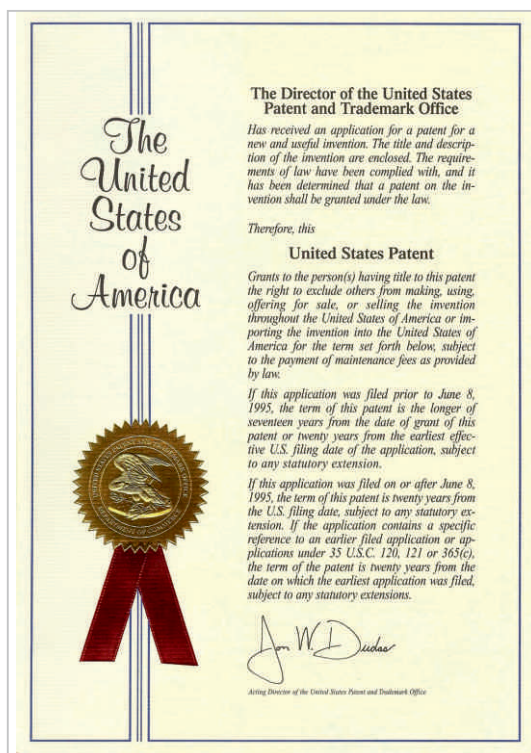 The
United
States
of
America
The Director of the United States
Patent and Trademark Office
Has received an application for a patent for a
new and useful invention. The title and descrip-
tion of the invention are enclosed. The require-
ments of law have been complied with, and it
has been determined that a patent on the in-
vention shall be granted under the law.
Therefore, this
United States Patent
Grants to the person(s) having title to this patent
the right to exclude others from making, using,
offering for sale, or selling the invention
throughout the United States of America or im-
porting the invention into the United States of
America for the term set forth below, subject
to the payment of maintenance fees as provided
by law.
If this application was filed prior to June 8,
1995, the term of this patent is the longer of
seventeen years from the date of grant of this
patent or twenty years from the earliest effec-
tive U.S. filing date of the application, subject
to any statutory extension.
If this application was filed on or after June 8,
1995, the term of this patent is twenty years from
the U.S. filing date, subject to any statutory ex-
tension. If the application contains a specific
reference to an earlier filed application or ap-
plications under 35 U.S.C. 120, 121 or 365(c),
the term of the patent is twenty years from the
date on which the earliest application was filed,
subject to any statutory extensions.
Jon W. Dudas
Acting Director of the United States Patent and Trademark Office